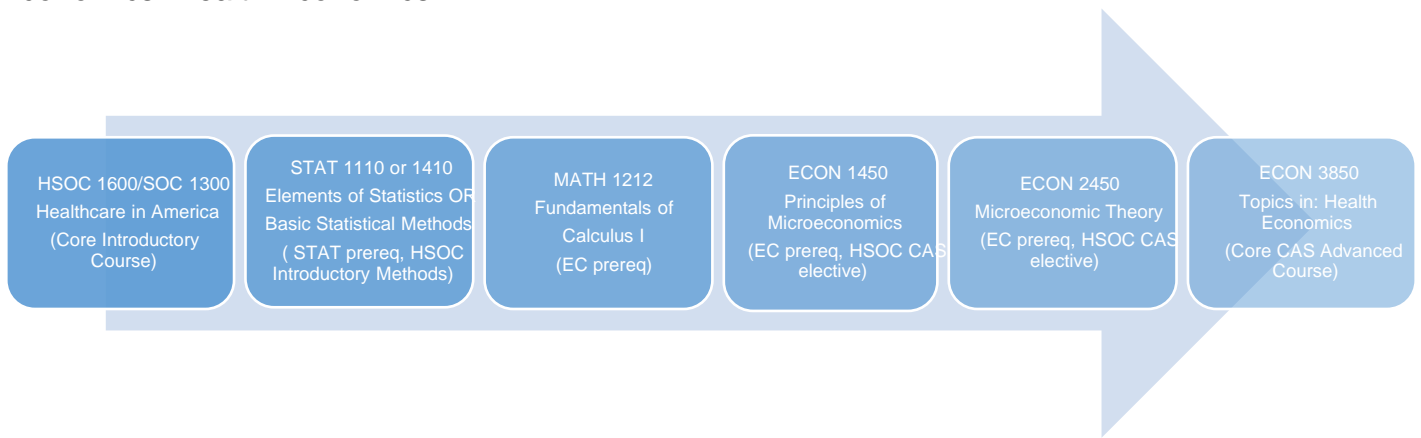 HSOC 1600/SOC 1300
Healthcare in America
(Core Introductory
Course)
STAT 1110 or 1410
Elements of Statistics OR
Basic Statistical Methods
( STAT prereq, HSOC
Introductory Methods)
MATH 1212
Fundamentals of
Calculus I
(EC prereq)
ECON 1450
Principles of
Microeconomics
(EC prereq, HSOC CAS
elective)
ECON 2450
Microeconomic Theory
(EC prereq, HSOC CAS
elective)
ECON 3850
Topics in: Health
Economics
(Core CAS Advanced
Course)